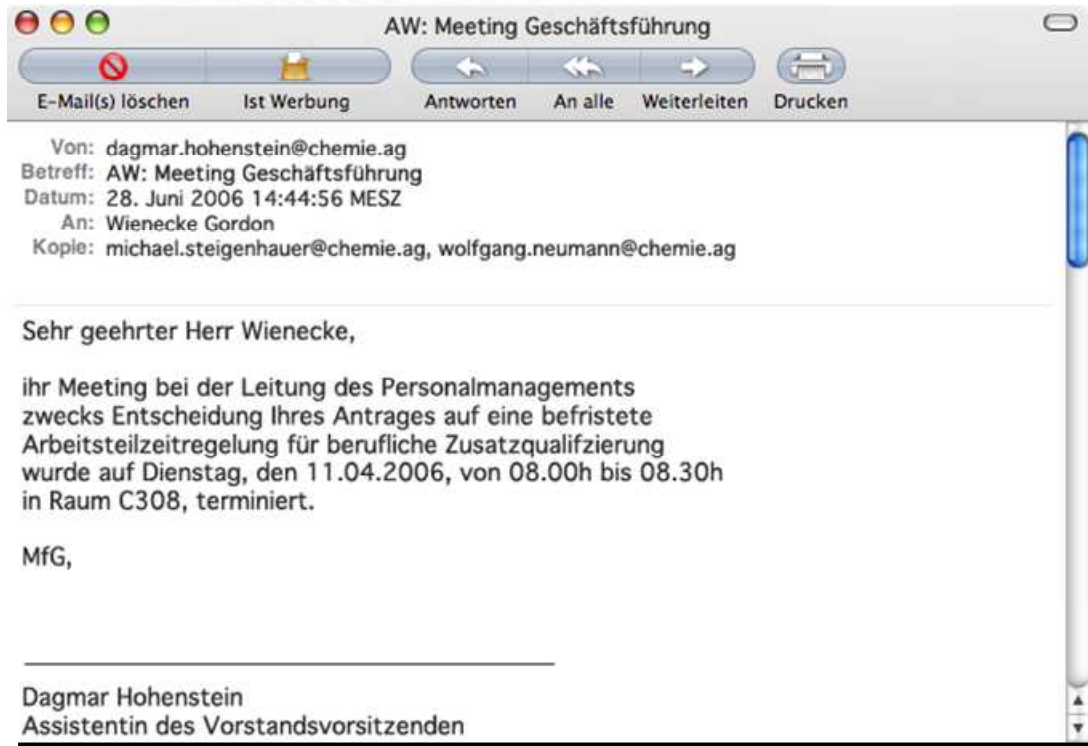 AW: Meeting Geschäftsführung
E-Mail(s) löschen Ist Werbung Antworten An alle Weiterleiten Drucken
Von: dagmar.hohenstein@chemie.ag
Betreff: AW: Meeting Geschäftsführung
Datum: 28. Juni 2006 14:44:56 MESZ
An: Wienecke Gordon
Kopie: michael.steigenhauer@chemie.ag, wolfgang.neumann@chemie.ag
Sehr geehrter Herr Wienecke,
ihr Meeting bei der Leitung des Personalmanagements
zwecks Entscheidung Ihres Antrages auf eine befristete
Arbeitsteilzeitregelung für berufliche Zusatzqualifzierung
wurde auf Dienstag, den 11.04.2006, von 08.00h bis 08.30h
in Raum C308, terminiert.
MfG,
Dagmar Hohenstein
Assistentin des Vorstandsvorsitzenden